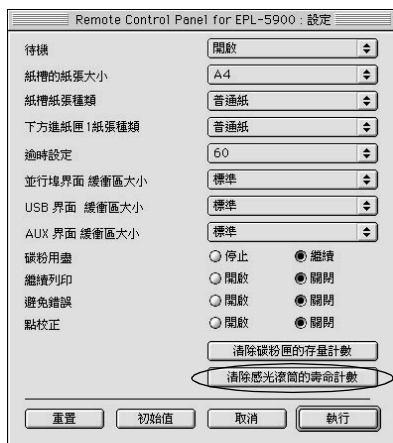 Remote Control Panel for EPL-5900 : 設定
待機 開啟
紙槽的紙張大小 A4
紙槽紙張種類 普通紙
下方進紙匣1紙張種類 普通紙
逾時設定 60
並行埠界面 緩衝區大小 標準
USB 界面 緩衝區大小 標準
AUX 界面 緩衝區大小 標準
碳粉用盡 停止 繼續
繼續列印 開啟 關閉
避免錯誤 開啟 關閉
點校正 開啟 關閉
清除碳粉匣的存量計數
清除感光滾筒的壽命計數
重置 初始值 取消 執行